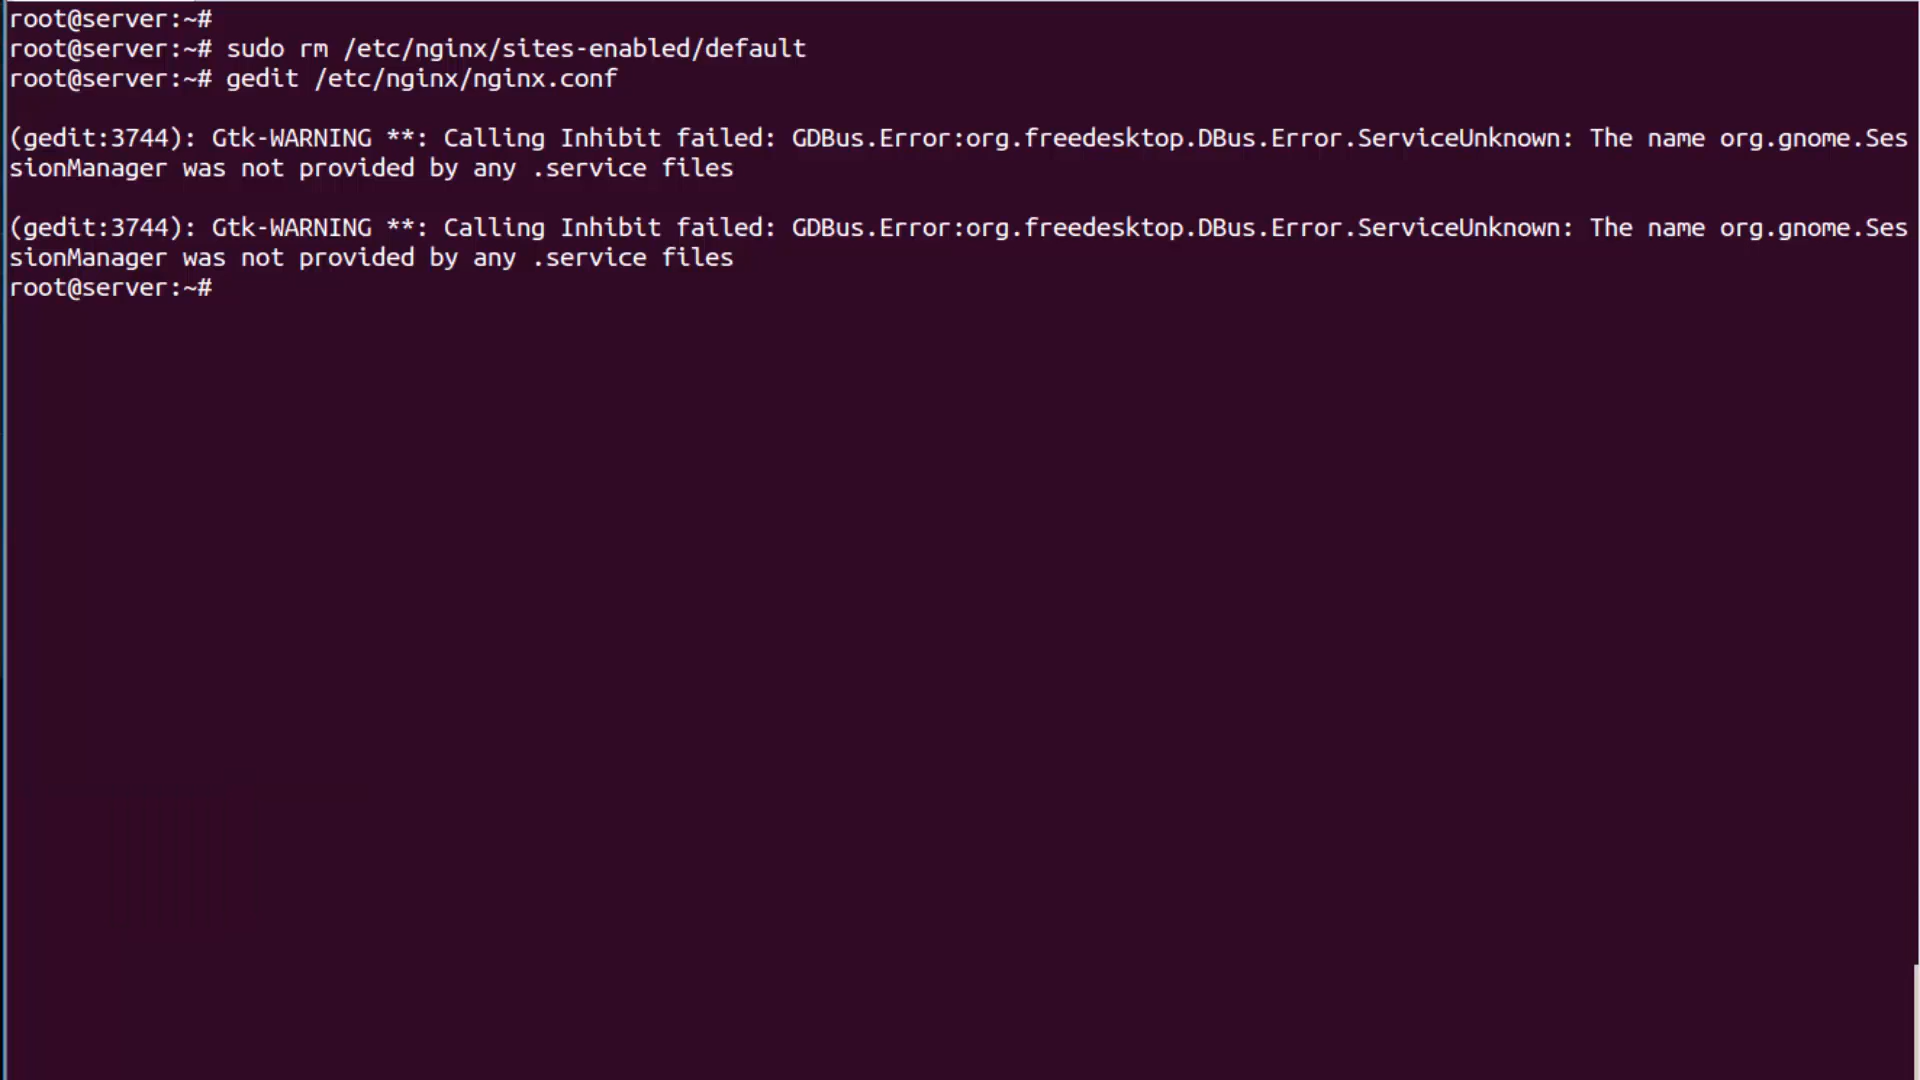 root@server:~#
root@server:~# sudo rm /etc/nginx/sites-enabled/default
root@server:~# gedit /etc/nginx/nginx.conf
(gedit:3744): Gtk-WARNING **: Calling Inhibit failed: GDBus.Error:org.freedesktop.DBus.Error.ServiceUnknown: The name org.gnome.Ses
sionManager was not provided by any .service files
(gedit:3744): Gtk-WARNING **: Calling Inhibit failed: GDBus.Error:org.freedesktop.DBus.Error.ServiceUnknown: The name org.gnome.Ses
sionManager was not provided by any .service files
root@server:~#